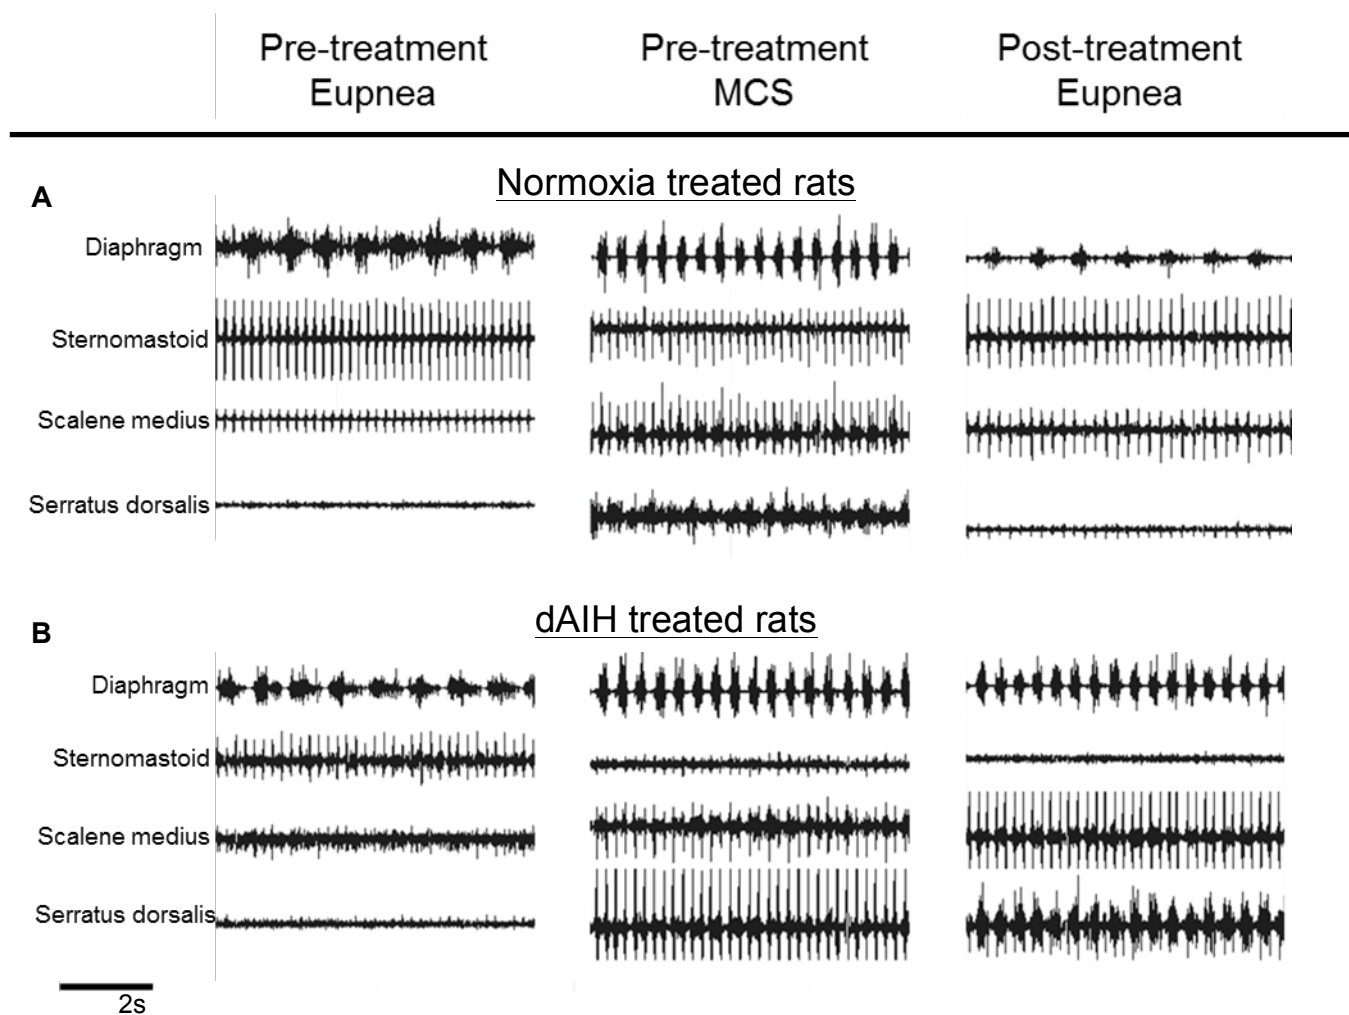 Pre-treatment
Eupnea
Pre-treatment
MCS
Post-treatment
Eupnea
A
Normoxia treated rats
Diaphragm
Sternomastoid
Scalene medius
Serratus dorsalis
B
dAIH treated rats
Diaphragm
Sternomastoid
Scalene medius
Serratus dorsalis
2s